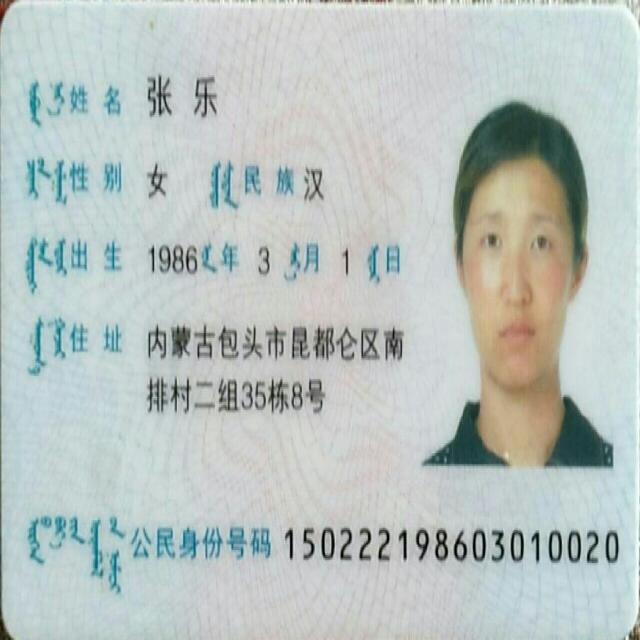 姓名 张乐
性别 女 民族 汉
出生 1986 年 3 月 1 日
住址 内蒙古包头市昆都仑区南
排村二组35栋8号
公民身份号码 150222198603010020